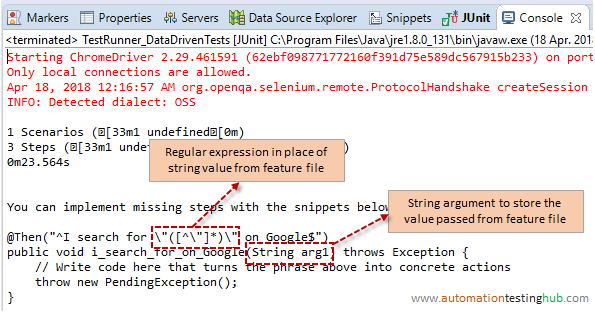 Markers Properties Servers Data Source Explorer Snippets JUnit Console
<terminated> TestRunner_DataDrivenTests [JUnit] C:\Program Files\Java\jre1.8.0_131\bin\javaw.exe (18 Apr. 2018
Starting ChromeDriver 2.29.461591 (62ebf098771772160f391d75e589dc567915b233) on port
Only local connections are allowed.
Apr 18, 2018 12:16:57 AM org.openqa.selenium.remote.ProtocolHandshake createSession
INFO: Detected dialect: OSS
1 Scenarios ([33m1 undefined[0m)
3 Steps ([33m1 unde )
0m23.564s
Regular expression in place of
string value from feature file
You can implement missing steps with the snippets belo
String argument to store the
value passed from feature file
@Then("^I search for \"([^\"]*)\" on Google$")
public void i_search_for_on_Google(String arg1) throws Exception {
// Write code here that turns the phrase above into concrete actions
throw new PendingException();
}
www.automationtestinghub.com